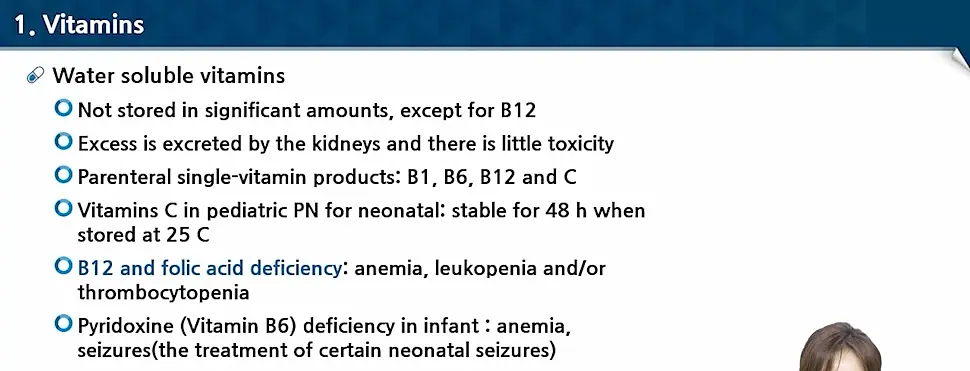 1. Vitamins
Water soluble vitamins
Not stored in significant amounts, except for B12
Excess is excreted by the kidneys and there is little toxicity
Parenteral single-vitamin products: B1, B6, B12 and C
Vitamins C in pediatric PN for neonatal: stable for 48 h when
stored at 25 C
B12 and folic acid deficiency: anemia, leukopenia and/or
thrombocytopenia
Pyridoxine (Vitamin B6) deficiency in infant : anemia,
seizures(the treatment of certain neonatal seizures)